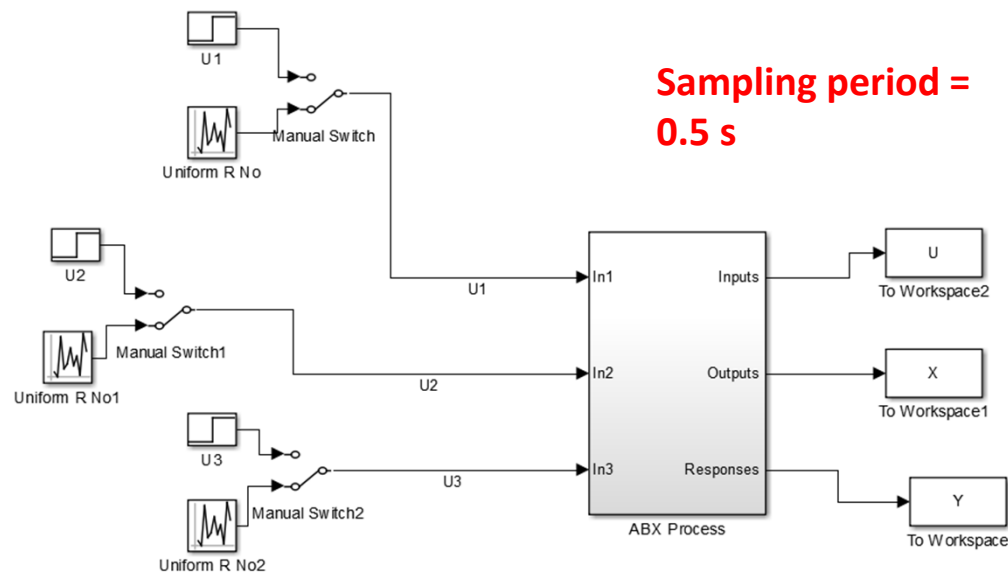 U1
Sampling period =
0.5 s
Manual Switch
Uniform R No
U2
U1
In1
Inputs
U
To Workspace2
Manual Switch1
Uniform R No1
U2
In2
Outputs
X
To Workspace1
U3
U3
In3
Responses
Y
Manual Switch2
ABX Process
To Workspace
Uniform R No2